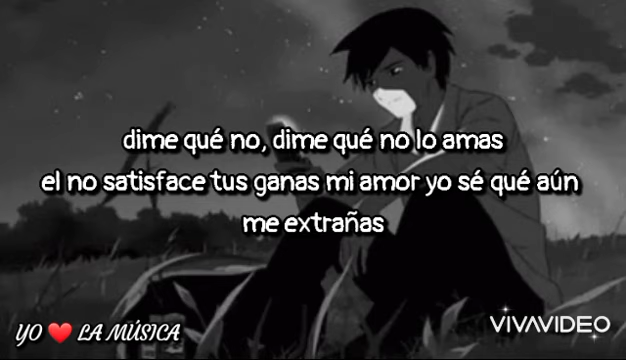 dime qué no, dime qué no lo amas
el no satisface tus ganas mi amor yo sé qué aún
me extrañas
YO ❤️ LA MÚSICA
VIVAVIDEO